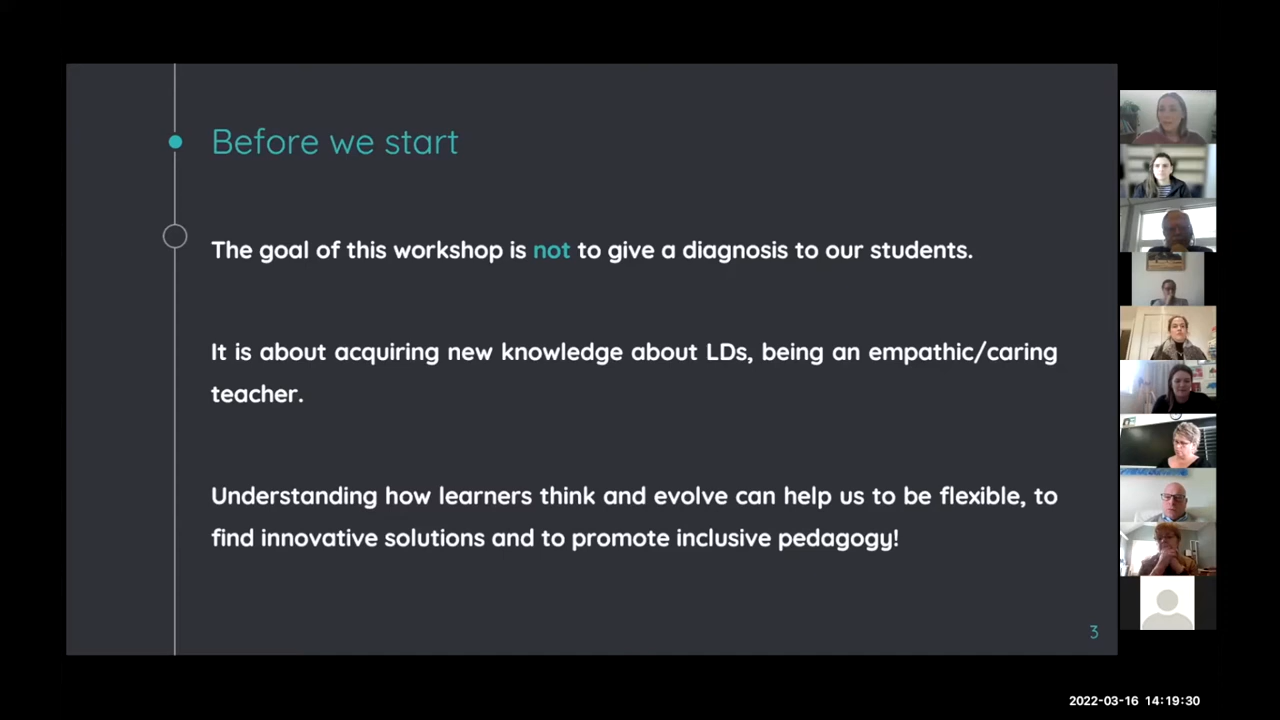 Before we start
The goal of this workshop is not to give a diagnosis to our students.
It is about acquiring new knowledge about LDs, being an empathic/caring
teacher.
Understanding how learners think and evolve can help us to be flexible, to
find innovative solutions and to promote inclusive pedagogy!
3
2022-03-16 14:19:30